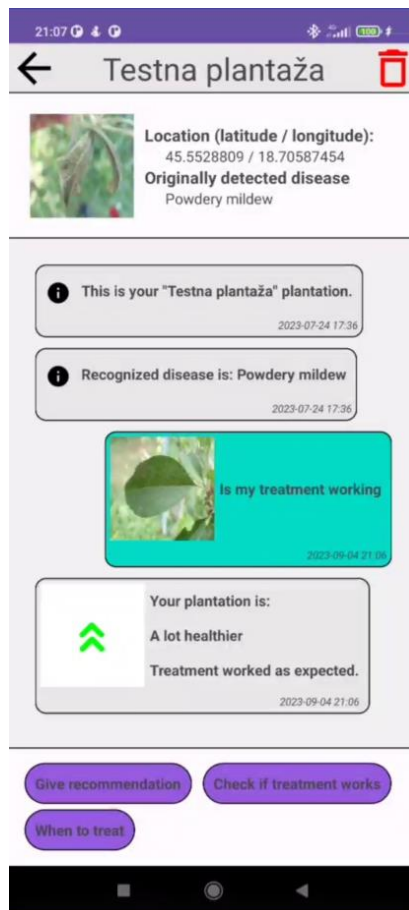 21:07
100
Testna plantaža
Location (latitude / longitude):
45.5528809 / 18.70587454
Originally detected disease
Powdery mildew
This is your "Testna plantaža" plantation.
2023-07-24 17:36
Recognized disease is: Powdery mildew
2023-07-24 17:36
Is my treatment working
2023-09-04 21:06
Your plantation is:
A lot healthier
Treatment worked as expected.
2023-09-04 21:06
Give recommendation
Check if treatment works
When to treat